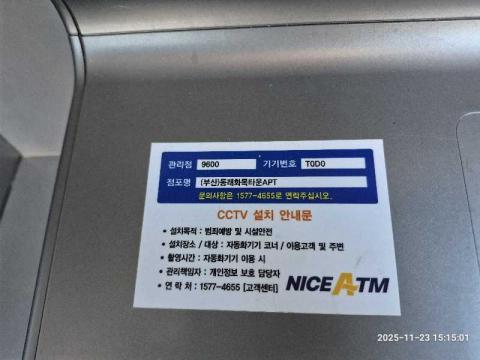 관리점 9600 기기번호 T0D0
점포명 (부산)동래화목타운APT
문의사항은 1577-4655로 연락주십시오.
CCTV 설치 안내문
• 설치목적 : 범죄예방 및 시설안전
• 설치장소 / 대상 : 자동화기기 코너 / 이용고객 및 주변
• 촬영시간 : 자동화기기 이용 시
• 관리책임자 : 개인정보 보호 담당자
• 연 락 처 : 1577-4655 [고객센터]
NICE ATM
2025-11-23 15:15:01